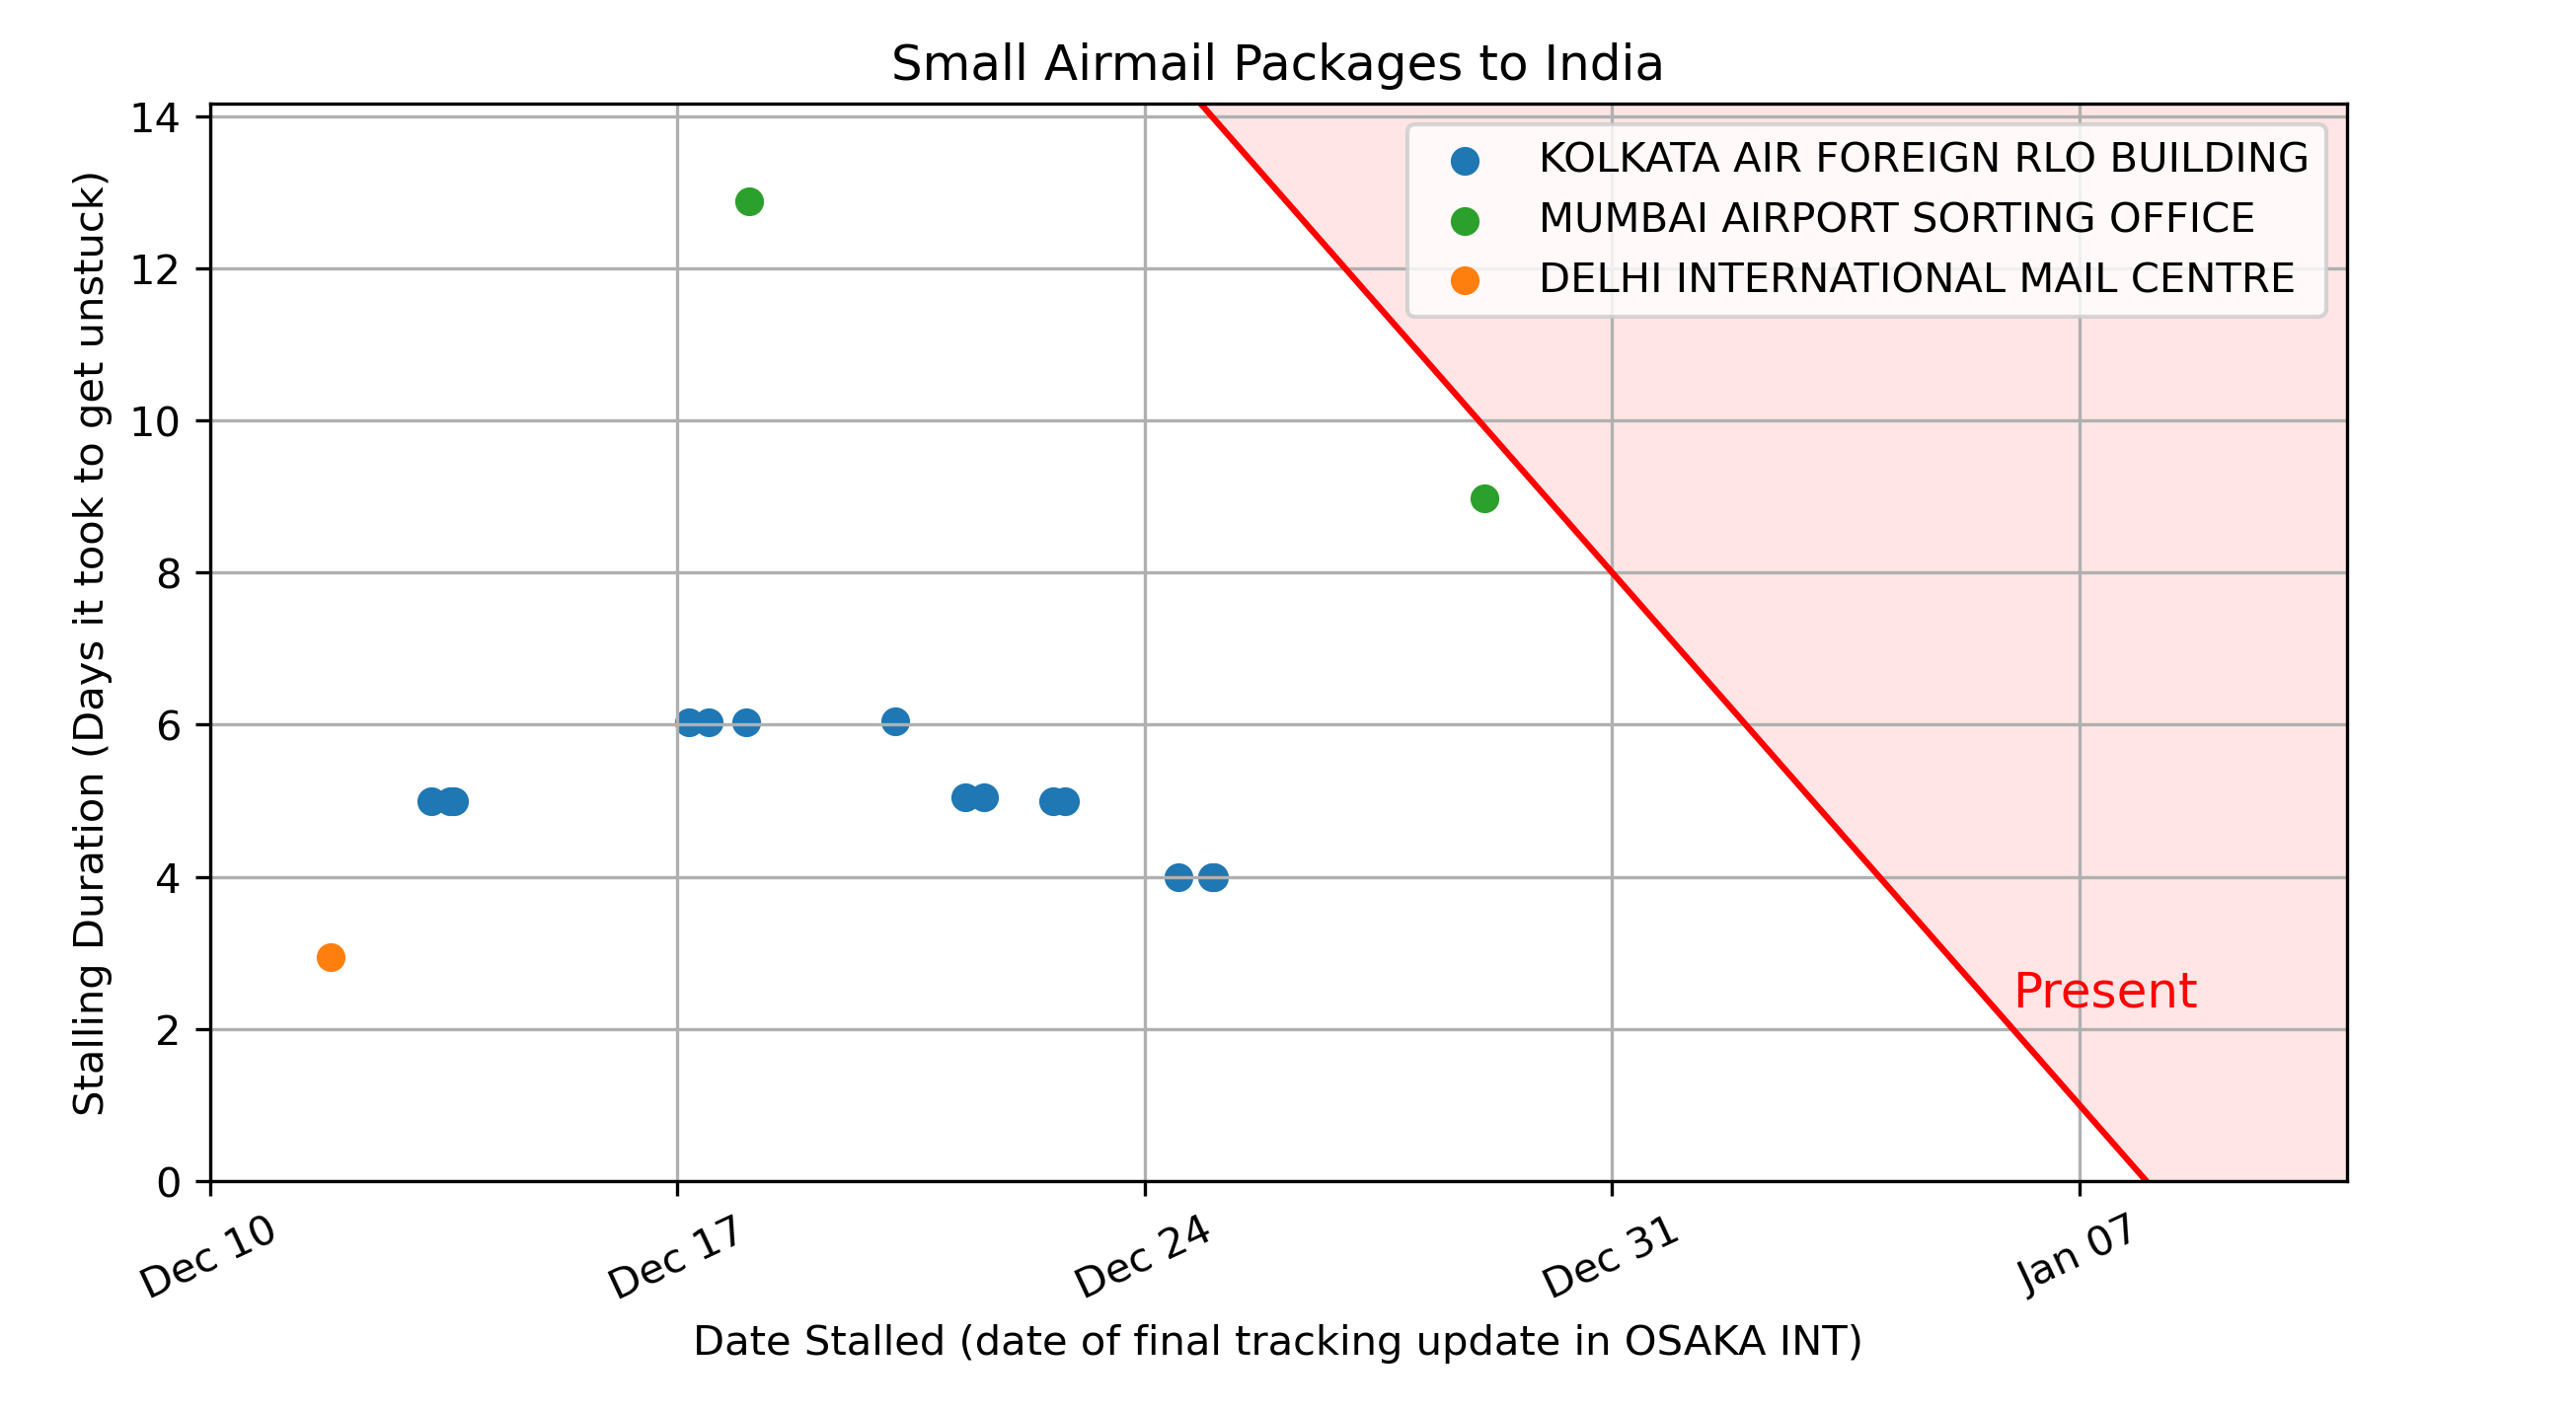 Small Airmail Packages to India
Stalling Duration (Days it took to get unstuck)
14
12
10
8
6
4
2
0
KOLKATA AIR FOREIGN RLO BUILDING
MUMBAI AIRPORT SORTING OFFICE
DELHI INTERNATIONAL MAIL CENTRE
Present
Dec 10
Dec 17
Dec 24
Dec 31
Jan 07
Date Stalled (date of final tracking update in OSAKA INT)